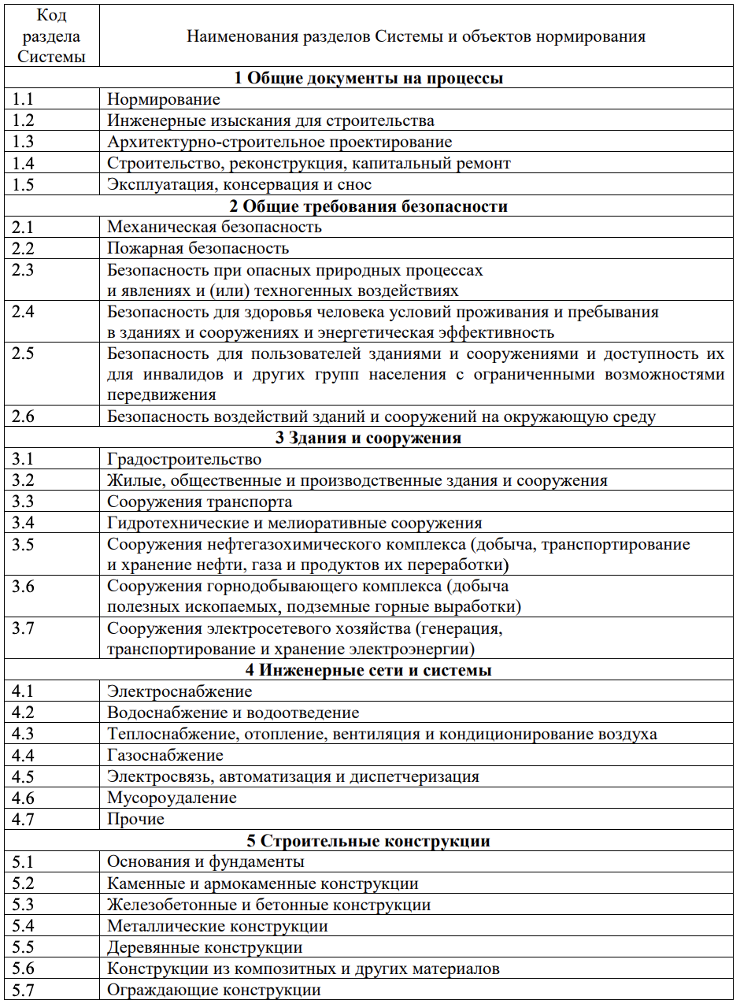 Код
раздела
Системы
Наименования разделов Системы и объектов нормирования
1 Общие документы на процессы
1.1 Нормирование
1.2 Инженерные изыскания для строительства
1.3 Архитектурно-строительное проектирование
1.4 Строительство, реконструкция, капитальный ремонт
1.5 Эксплуатация, консервация и снос
2 Общие требования безопасности
2.1 Механическая безопасность
2.2 Пожарная безопасность
2.3 Безопасность при опасных природных процессах
и явлениях и (или) техногенных воздействиях
2.4 Безопасность для здоровья человека условий проживания и пребывания
в зданиях и сооружениях и энергетическая эффективность
2.5 Безопасность для пользователей зданиями и сооружениями и доступность их
для инвалидов и других групп населения с ограниченными возможностями
передвижения
2.6 Безопасность воздействий зданий и сооружений на окружающую среду
3 Здания и сооружения
3.1 Градостроительство
3.2 Жилые, общественные и производственные здания и сооружения
3.3 Сооружения транспорта
3.4 Гидротехнические и мелиоративные сооружения
3.5 Сооружения нефтегазохимического комплекса (добыча, транспортирование
и хранение нефти, газа и продуктов их переработки)
3.6 Сооружения горнодобывающего комплекса (добыча
полезных ископаемых, подземные горные выработки)
3.7 Сооружения электросетевого хозяйства (генерация,
транспортирование и хранение электроэнергии)
4 Инженерные сети и системы
4.1 Электроснабжение
4.2 Водоснабжение и водоотведение
4.3 Теплоснабжение, отопление, вентиляция и кондиционирование воздуха
4.4 Газоснабжение
4.5 Электросвязь, автоматизация и диспетчеризация
4.6 Мусороудаление
4.7 Прочие
5 Строительные конструкции
5.1 Основания и фундаменты
5.2 Каменные и армокаменные конструкции
5.3 Железобетонные и бетонные конструкции
5.4 Металлические конструкции
5.5 Деревянные конструкции
5.6 Конструкции из композитных и других материалов
5.7 Ограждающие конструкции